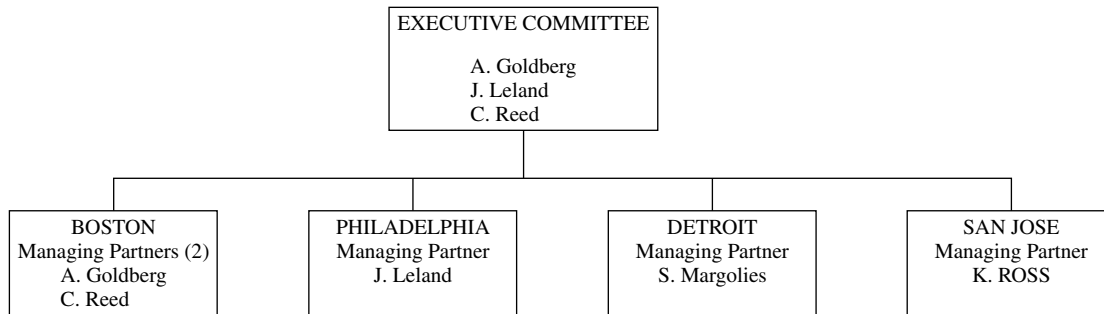 EXECUTIVE COMMITTEE
A. Goldberg
J. Leland
C. Reed
BOSTON
Managing Partners (2)
A. Goldberg
C. Reed
PHILADELPHIA
Managing Partner
J. Leland
DETROIT
Managing Partner
S. Margolies
SAN JOSE
Managing Partner
K. ROSS